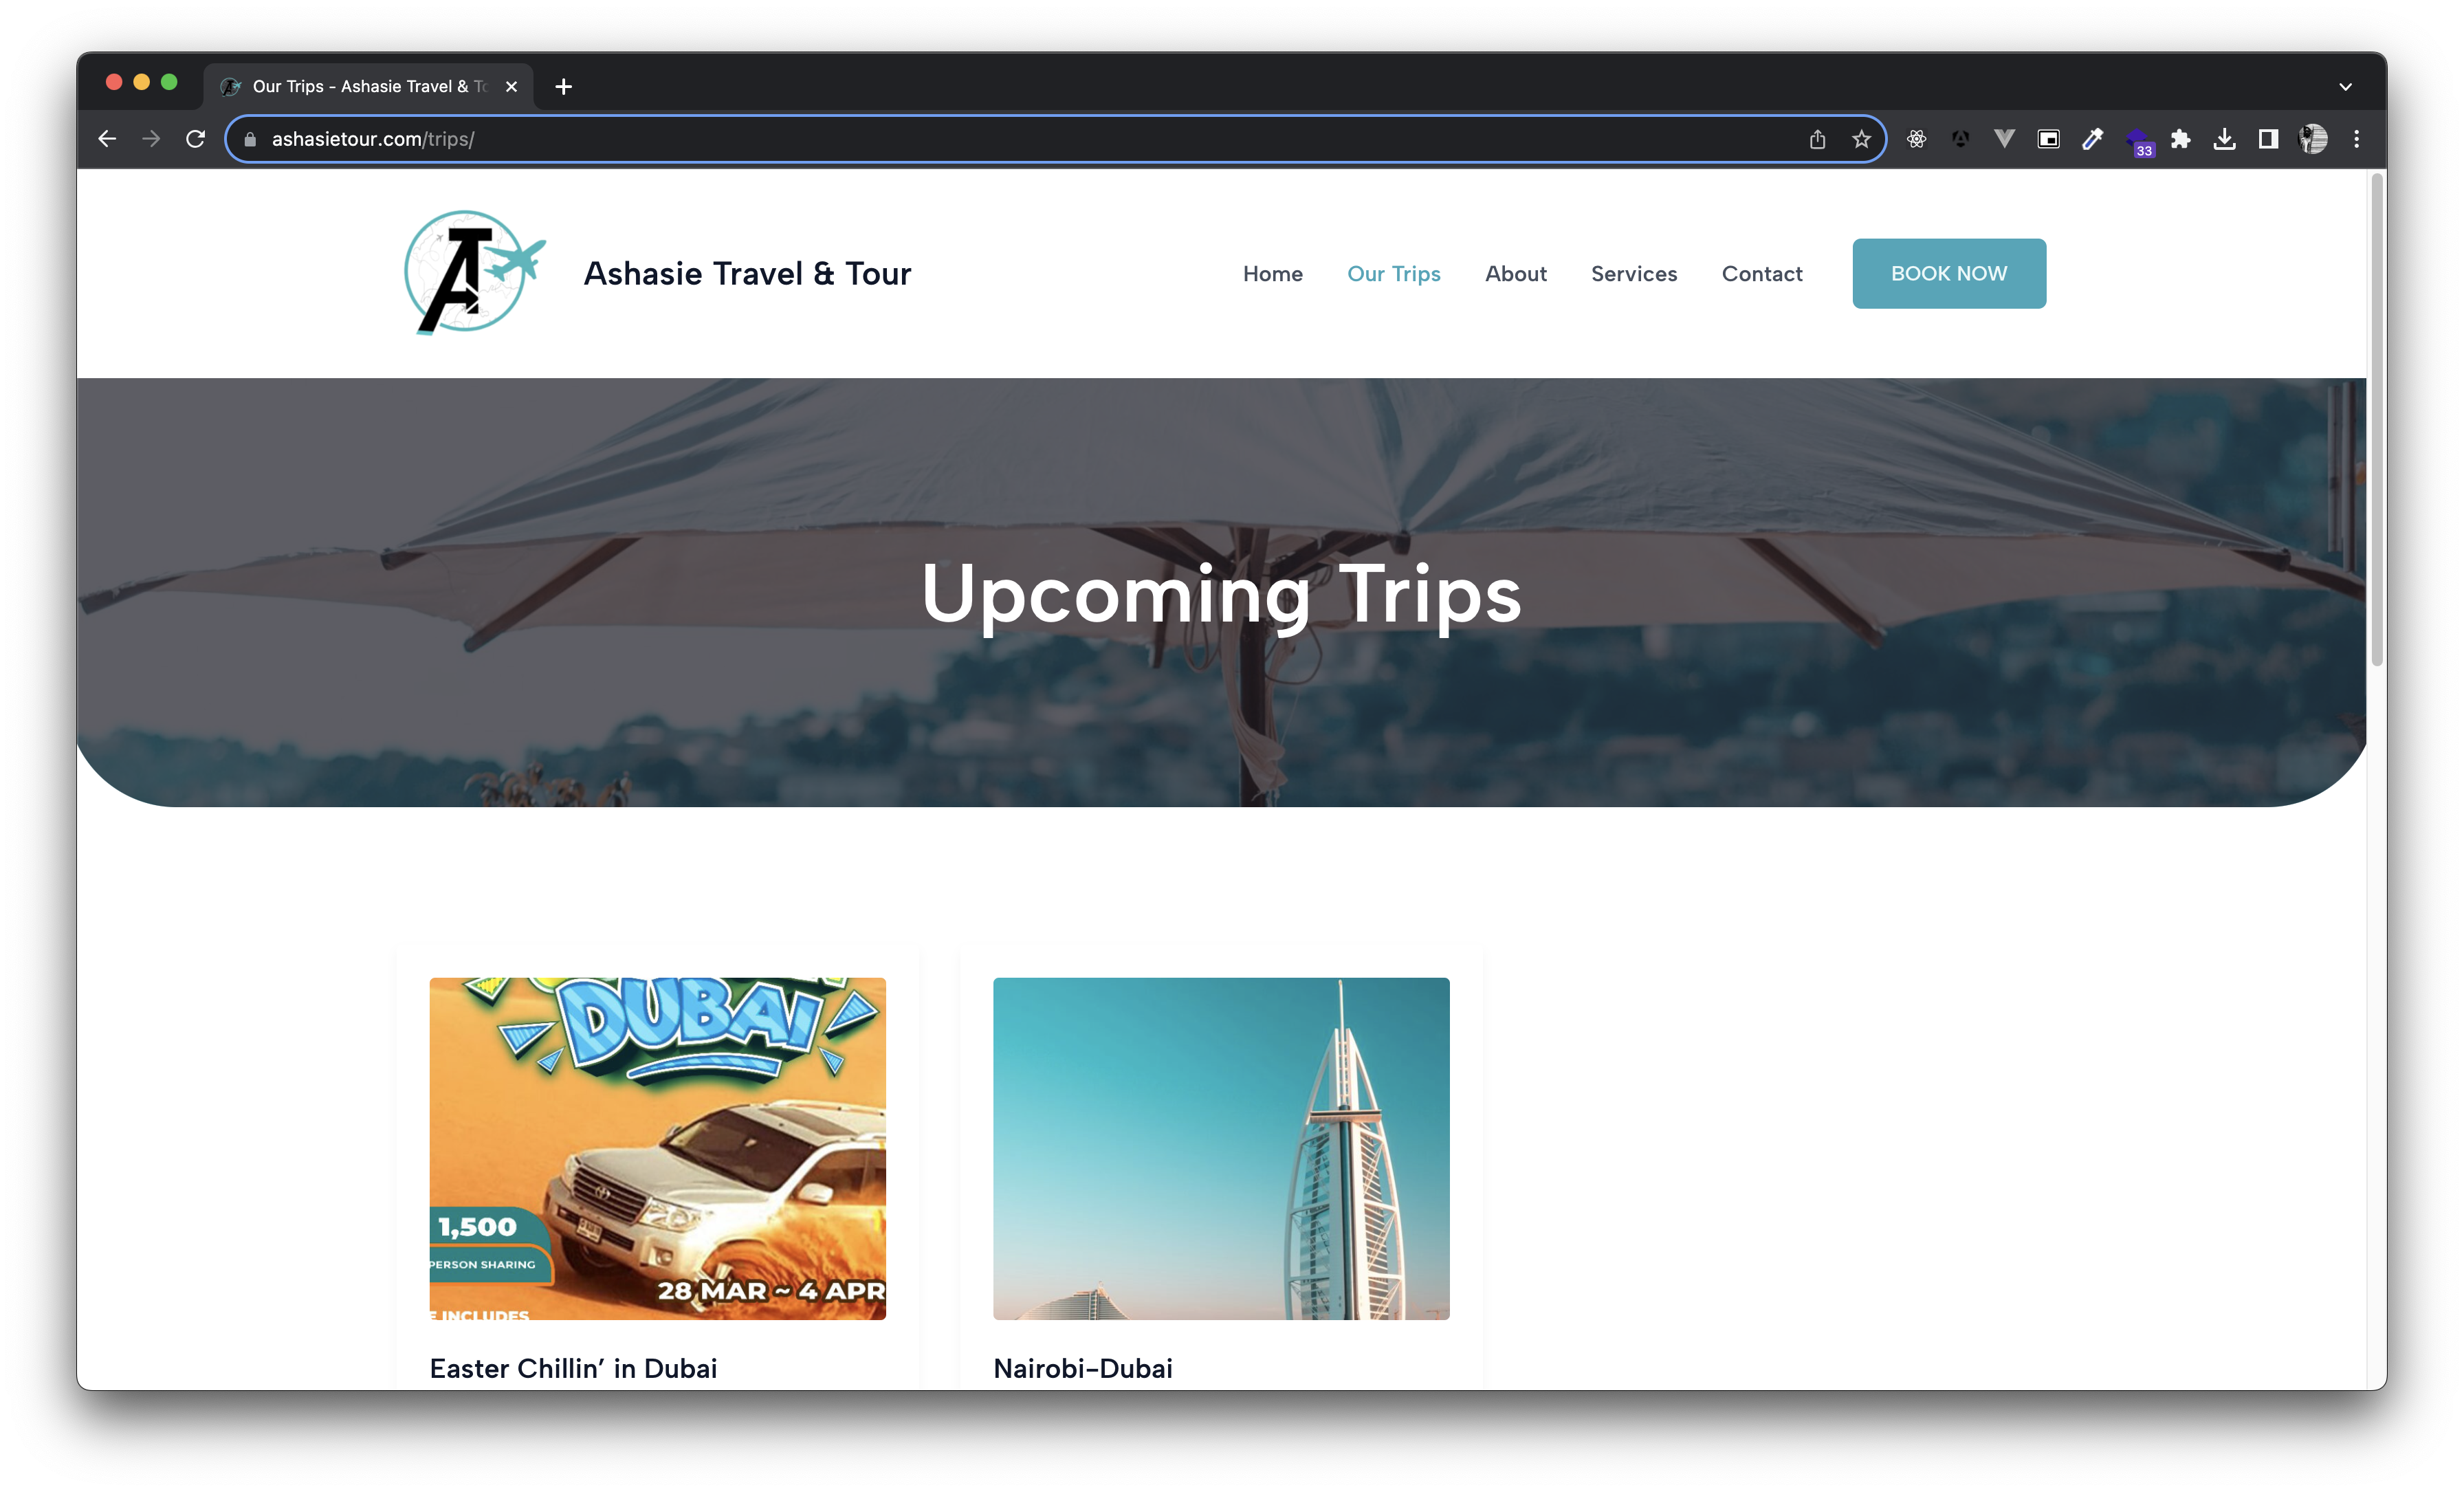 Our Trips - Ashasie Travel & To
ashasietour.com/trips/
33
Ashasie Travel & Tour
Home
Our Trips
About
Services
Contact
BOOK NOW
Upcoming Trips
DUBAI
1,500
PERSON SHARING
28 MAR ~ 4 APR
E INCLUDES
Easter Chillin’ in Dubai
Nairobi–Dubai